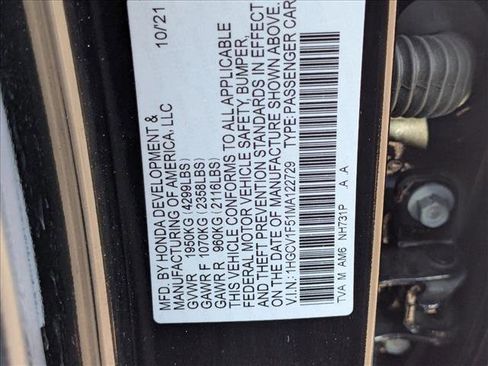 MFD. BY HONDA DEVELOPMENT & 10/21
MANUFACTURING OF AMERICA, LLC
GVWR 1950KG (4299LBS)
GAWR F 1070KG (2358LBS)
GAWR R 960KG (2116LBS)
THIS VEHICLE CONFORMS TO ALL APPLICABLE
FEDERAL MOTOR VEHICLE SAFETY, BUMPER,
AND THEFT PREVENTION STANDARDS IN EFFECT
ON THE DATE OF MANUFACTURE SHOWN ABOVE.
V.I.N.: 1HGCV1F51MA122729 TYPE:PASSENGER CAR
TVA M AM6 NH731P A A